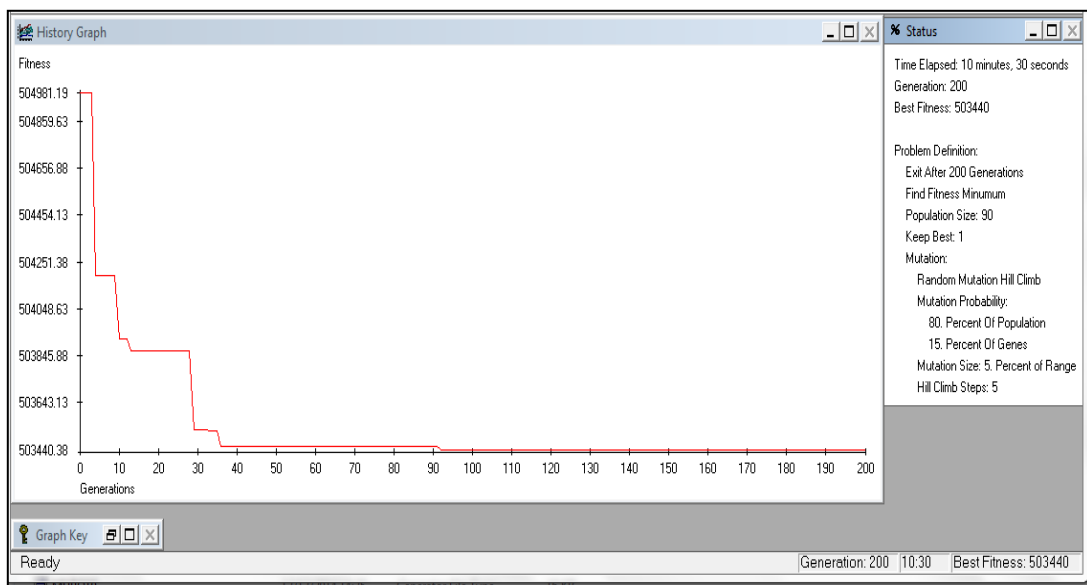 History Graph
Fitness
504981.19
504859.63
504656.88
504454.13
504251.38
504048.63
503845.88
503643.13
503440.38
0 10 20 30 40 50 60 70 80 90 100 110 120 130 140 150 160 170 180 190 200
Generations
% Status
Time Elapsed: 10 minutes, 30 seconds
Generation: 200
Best Fitness: 503440
Problem Definition:
Exit After 200 Generations
Find Fitness Minumum
Population Size: 90
Keep Best: 1
Mutation:
Random Mutation Hill Climb
Mutation Probability:
80. Percent Of Population
15. Percent Of Genes
Mutation Size: 5. Percent of Range
Hill Climb Steps: 5
Graph Key
Ready
Generation: 200 10:30 Best Fitness: 503440